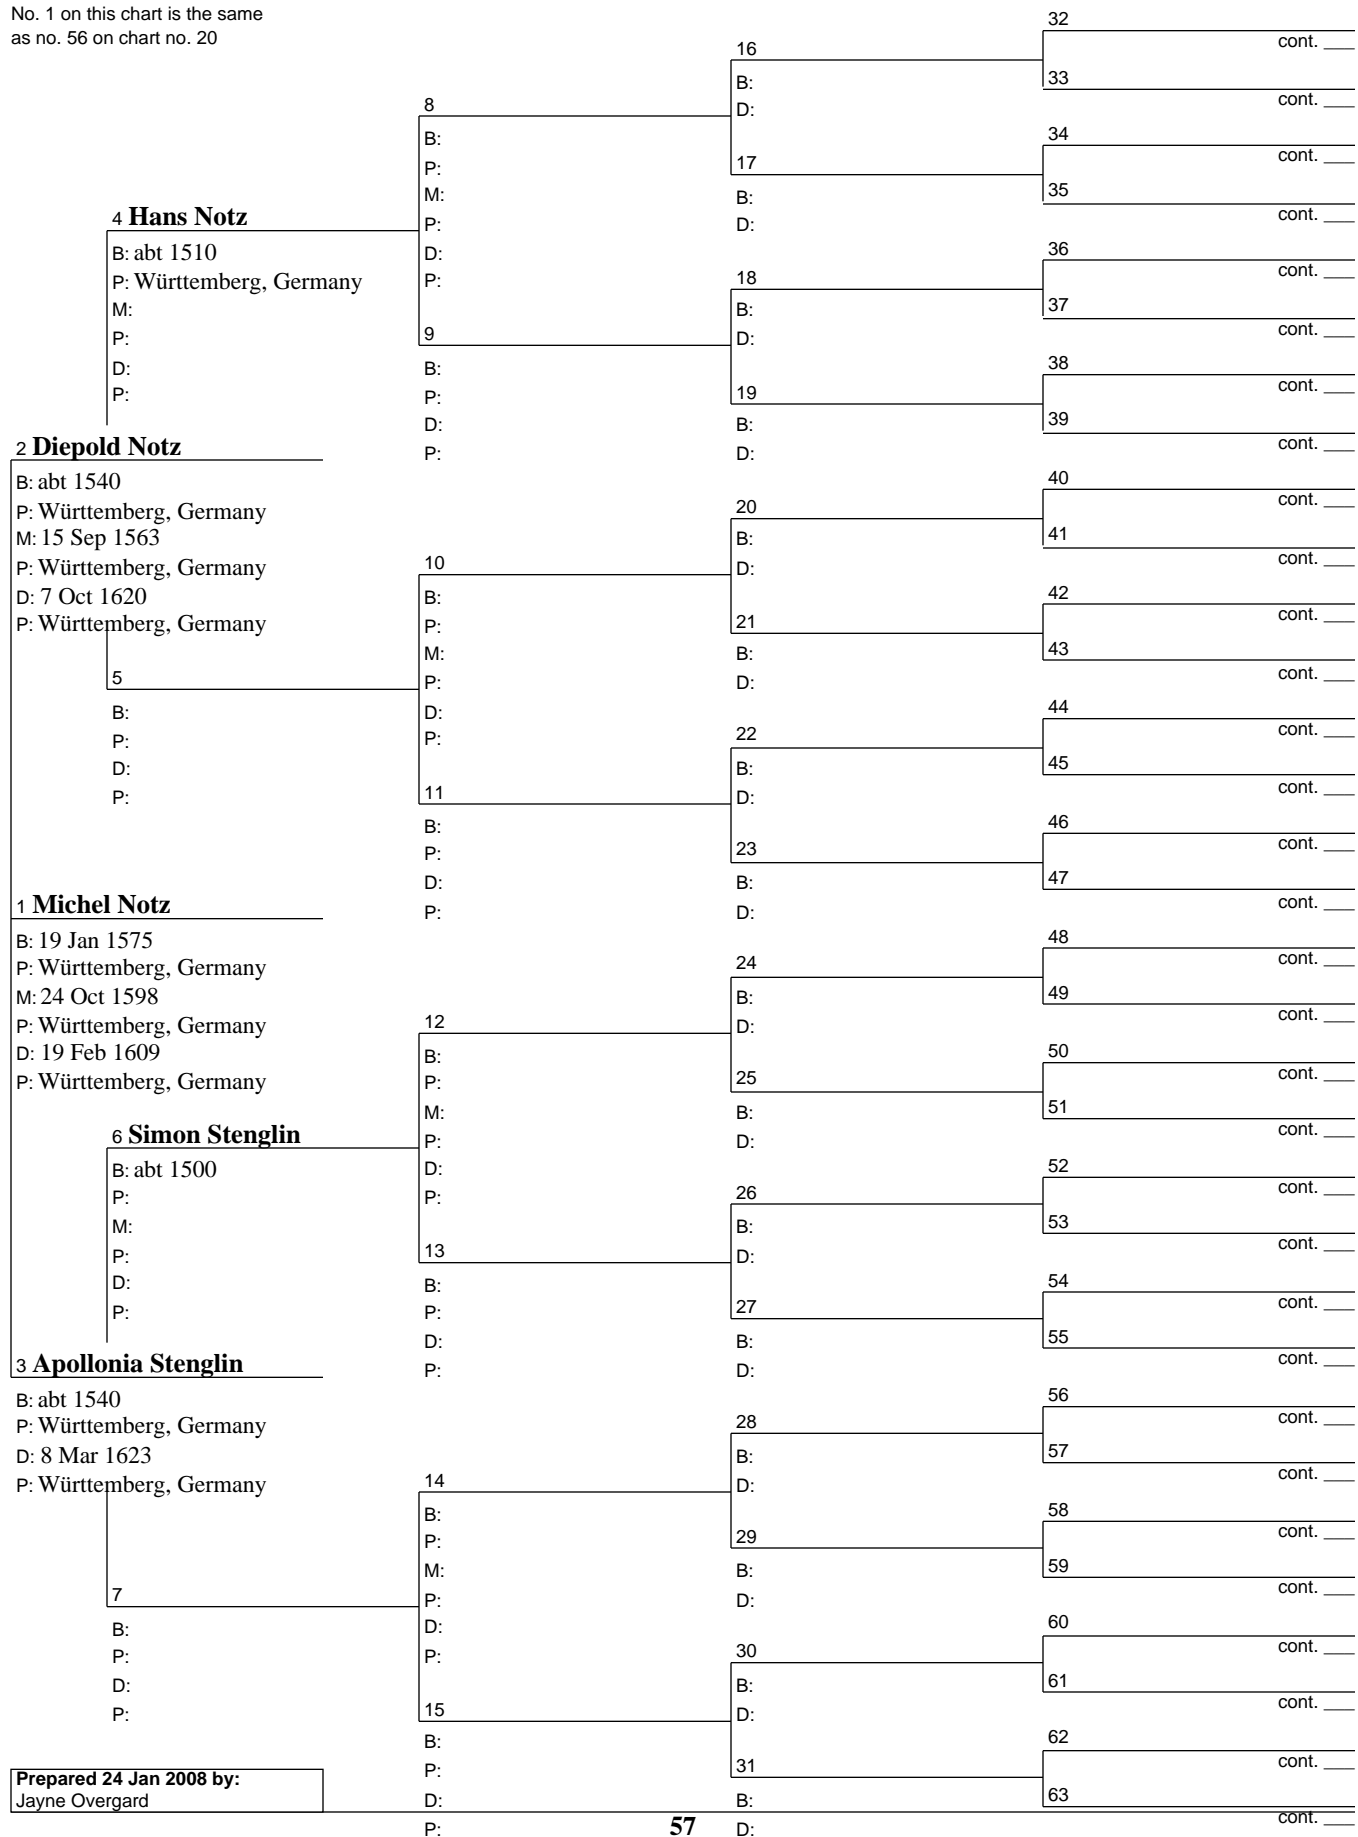 No. 1 on this chart is the same
as no. 56 on chart no. 20
4 Hans Notz
B: abt 1510
P: Württemberg, Germany
M:
P:
D:
P:
2 Diepold Notz
B: abt 1540
P: Württemberg, Germany
M: 15 Sep 1563
P: Württemberg, Germany
D: 7 Oct 1620
P: Württemberg, Germany
5
B:
P:
D:
P:
1 Michel Notz
B: 19 Jan 1575
P: Württemberg, Germany
M: 24 Oct 1598
P: Württemberg, Germany
D: 19 Feb 1609
P: Württemberg, Germany
6 Simon Stenglin
B: abt 1500
P:
M:
P:
D:
P:
3 Apollonia Stenglin
B: abt 1540
P: Württemberg, Germany
D: 8 Mar 1623
P: Württemberg, Germany
7
B:
P:
D:
P:
Prepared 24 Jan 2008 by:
Jayne Overgard
8
B:
P:
M:
P:
D:
P:
9
B:
P:
D:
P:
10
B:
P:
M:
P:
D:
P:
11
B:
P:
D:
P:
12
B:
P:
M:
P:
D:
P:
13
B:
P:
D:
P:
14
B:
P:
M:
P:
D:
P:
15
B:
P:
D:
P:
57
16
B:
D:
17
B:
D:
18
B:
D:
19
B:
D:
20
B:
D:
21
B:
D:
22
B:
D:
23
B:
D:
24
B:
D:
25
B:
D:
26
B:
D:
27
B:
D:
28
B:
D:
29
B:
D:
30
B:
D:
31
B:
D:
32
cont. ___
33
cont. ___
34
cont. ___
35
cont. ___
36
cont. ___
37
cont. ___
38
cont. ___
39
cont. ___
40
cont. ___
41
cont. ___
42
cont. ___
43
cont. ___
44
cont. ___
45
cont. ___
46
cont. ___
47
cont. ___
48
cont. ___
49
cont. ___
50
cont. ___
51
cont. ___
52
cont. ___
53
cont. ___
54
cont. ___
55
cont. ___
56
cont. ___
57
cont. ___
58
cont. ___
59
cont. ___
60
cont. ___
61
cont. ___
62
cont. ___
63
cont. ___